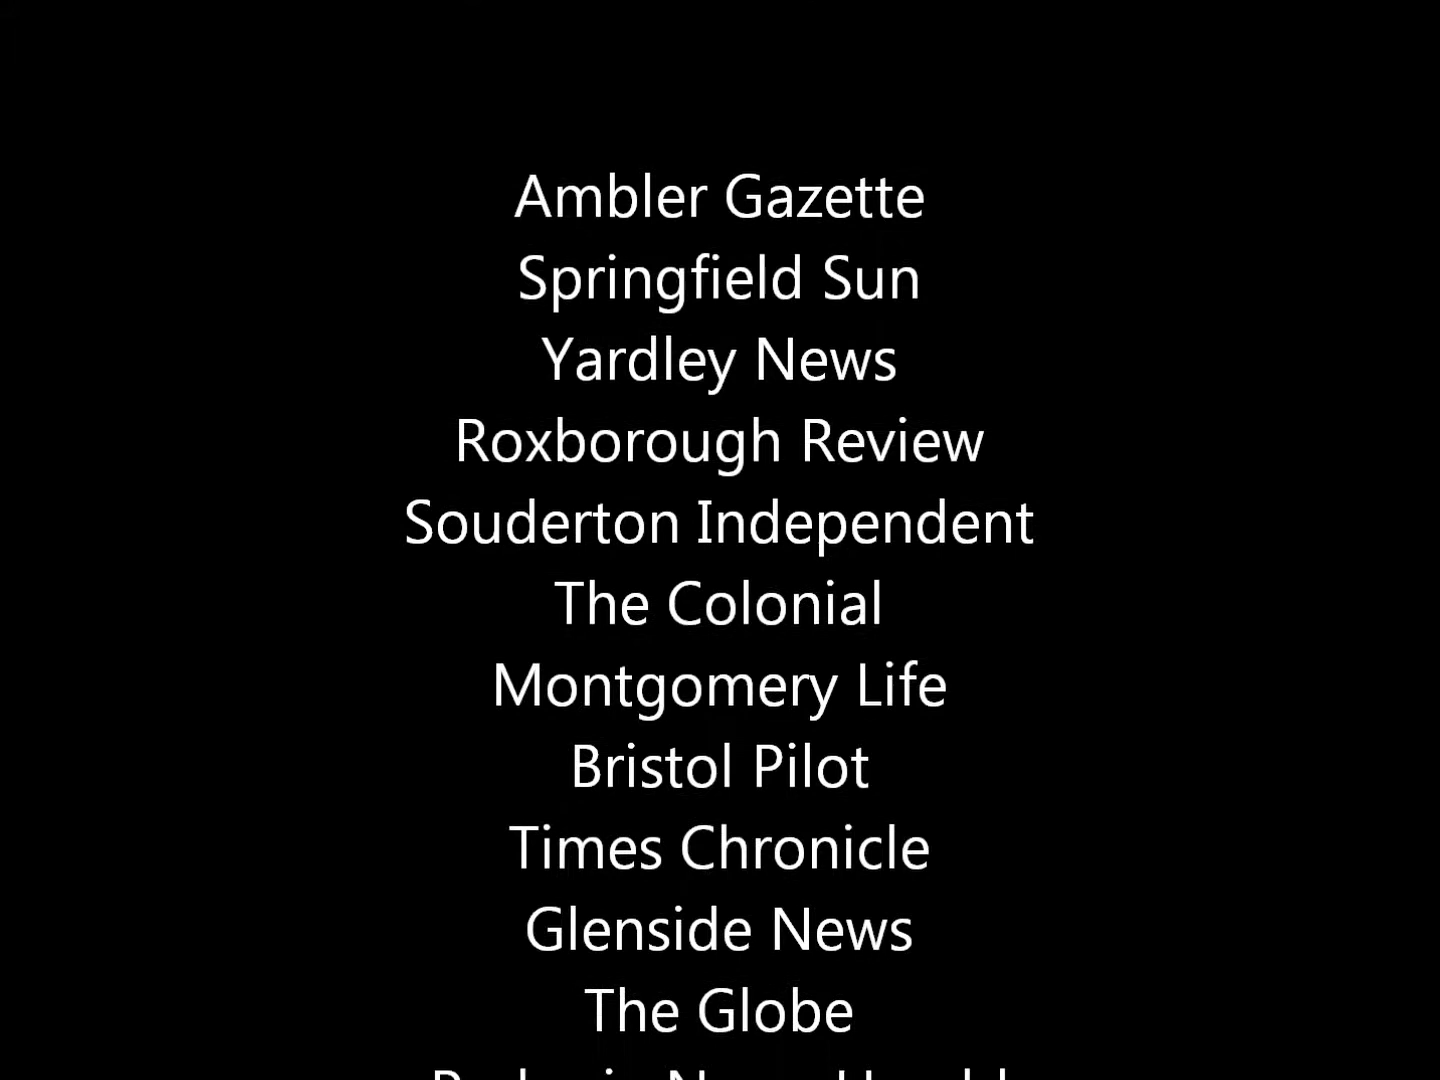 Ambler Gazette
Springfield Sun
Yardley News
Roxborough Review
Souderton Independent
The Colonial
Montgomery Life
Bristol Pilot
Times Chronicle
Glenside News
The Globe